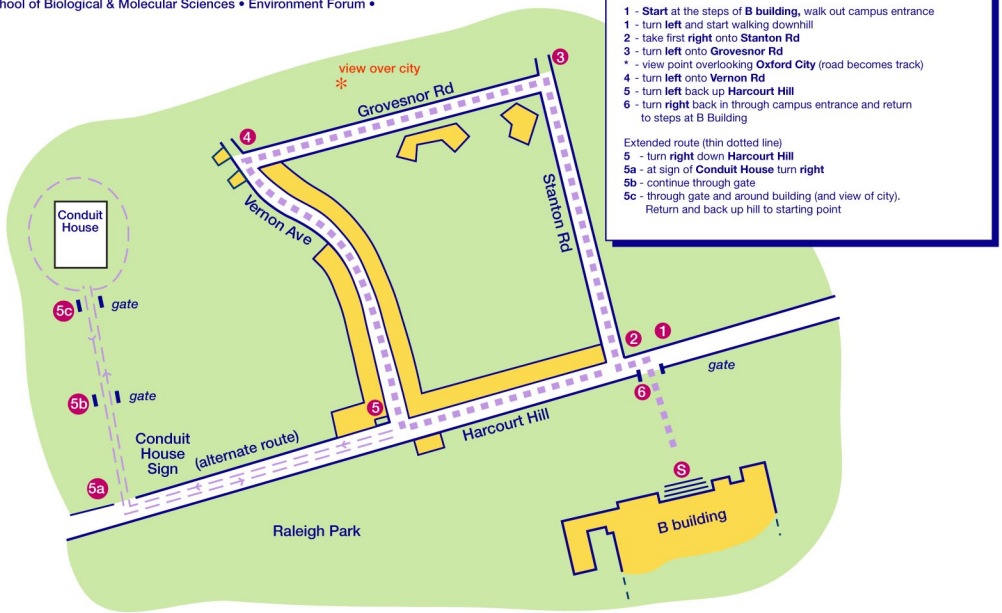 hool of Biological & Molecular Sciences • Environment Forum •
1 - Start at the steps of B building, walk out campus entrance
1 - turn left and start walking downhill
2 - take first right onto Stanton Rd
3 - turn left onto Grovesnor Rd
* - view point overlooking Oxford City (road becomes track)
4 - turn left onto Vernon Rd
5 - turn left back up Harcourt Hill
6 - turn right back in through campus entrance and return
to steps at B Building
Extended route (thin dotted line)
5 - turn right down Harcourt Hill
5a - at sign of Conduit House turn right
5b - continue through gate
5c - through gate and around building (and view of city).
Return and back up hill to starting point
3
view over city
*
Grovesnor Rd
4
Stanton Rd
Vernon Ave
Conduit
House
5c
gate
2
1
gate
6
5b
gate
5
Harcourt Hill
Conduit
House
Sign
(alternate route)
5a
S
B building
Raleigh Park